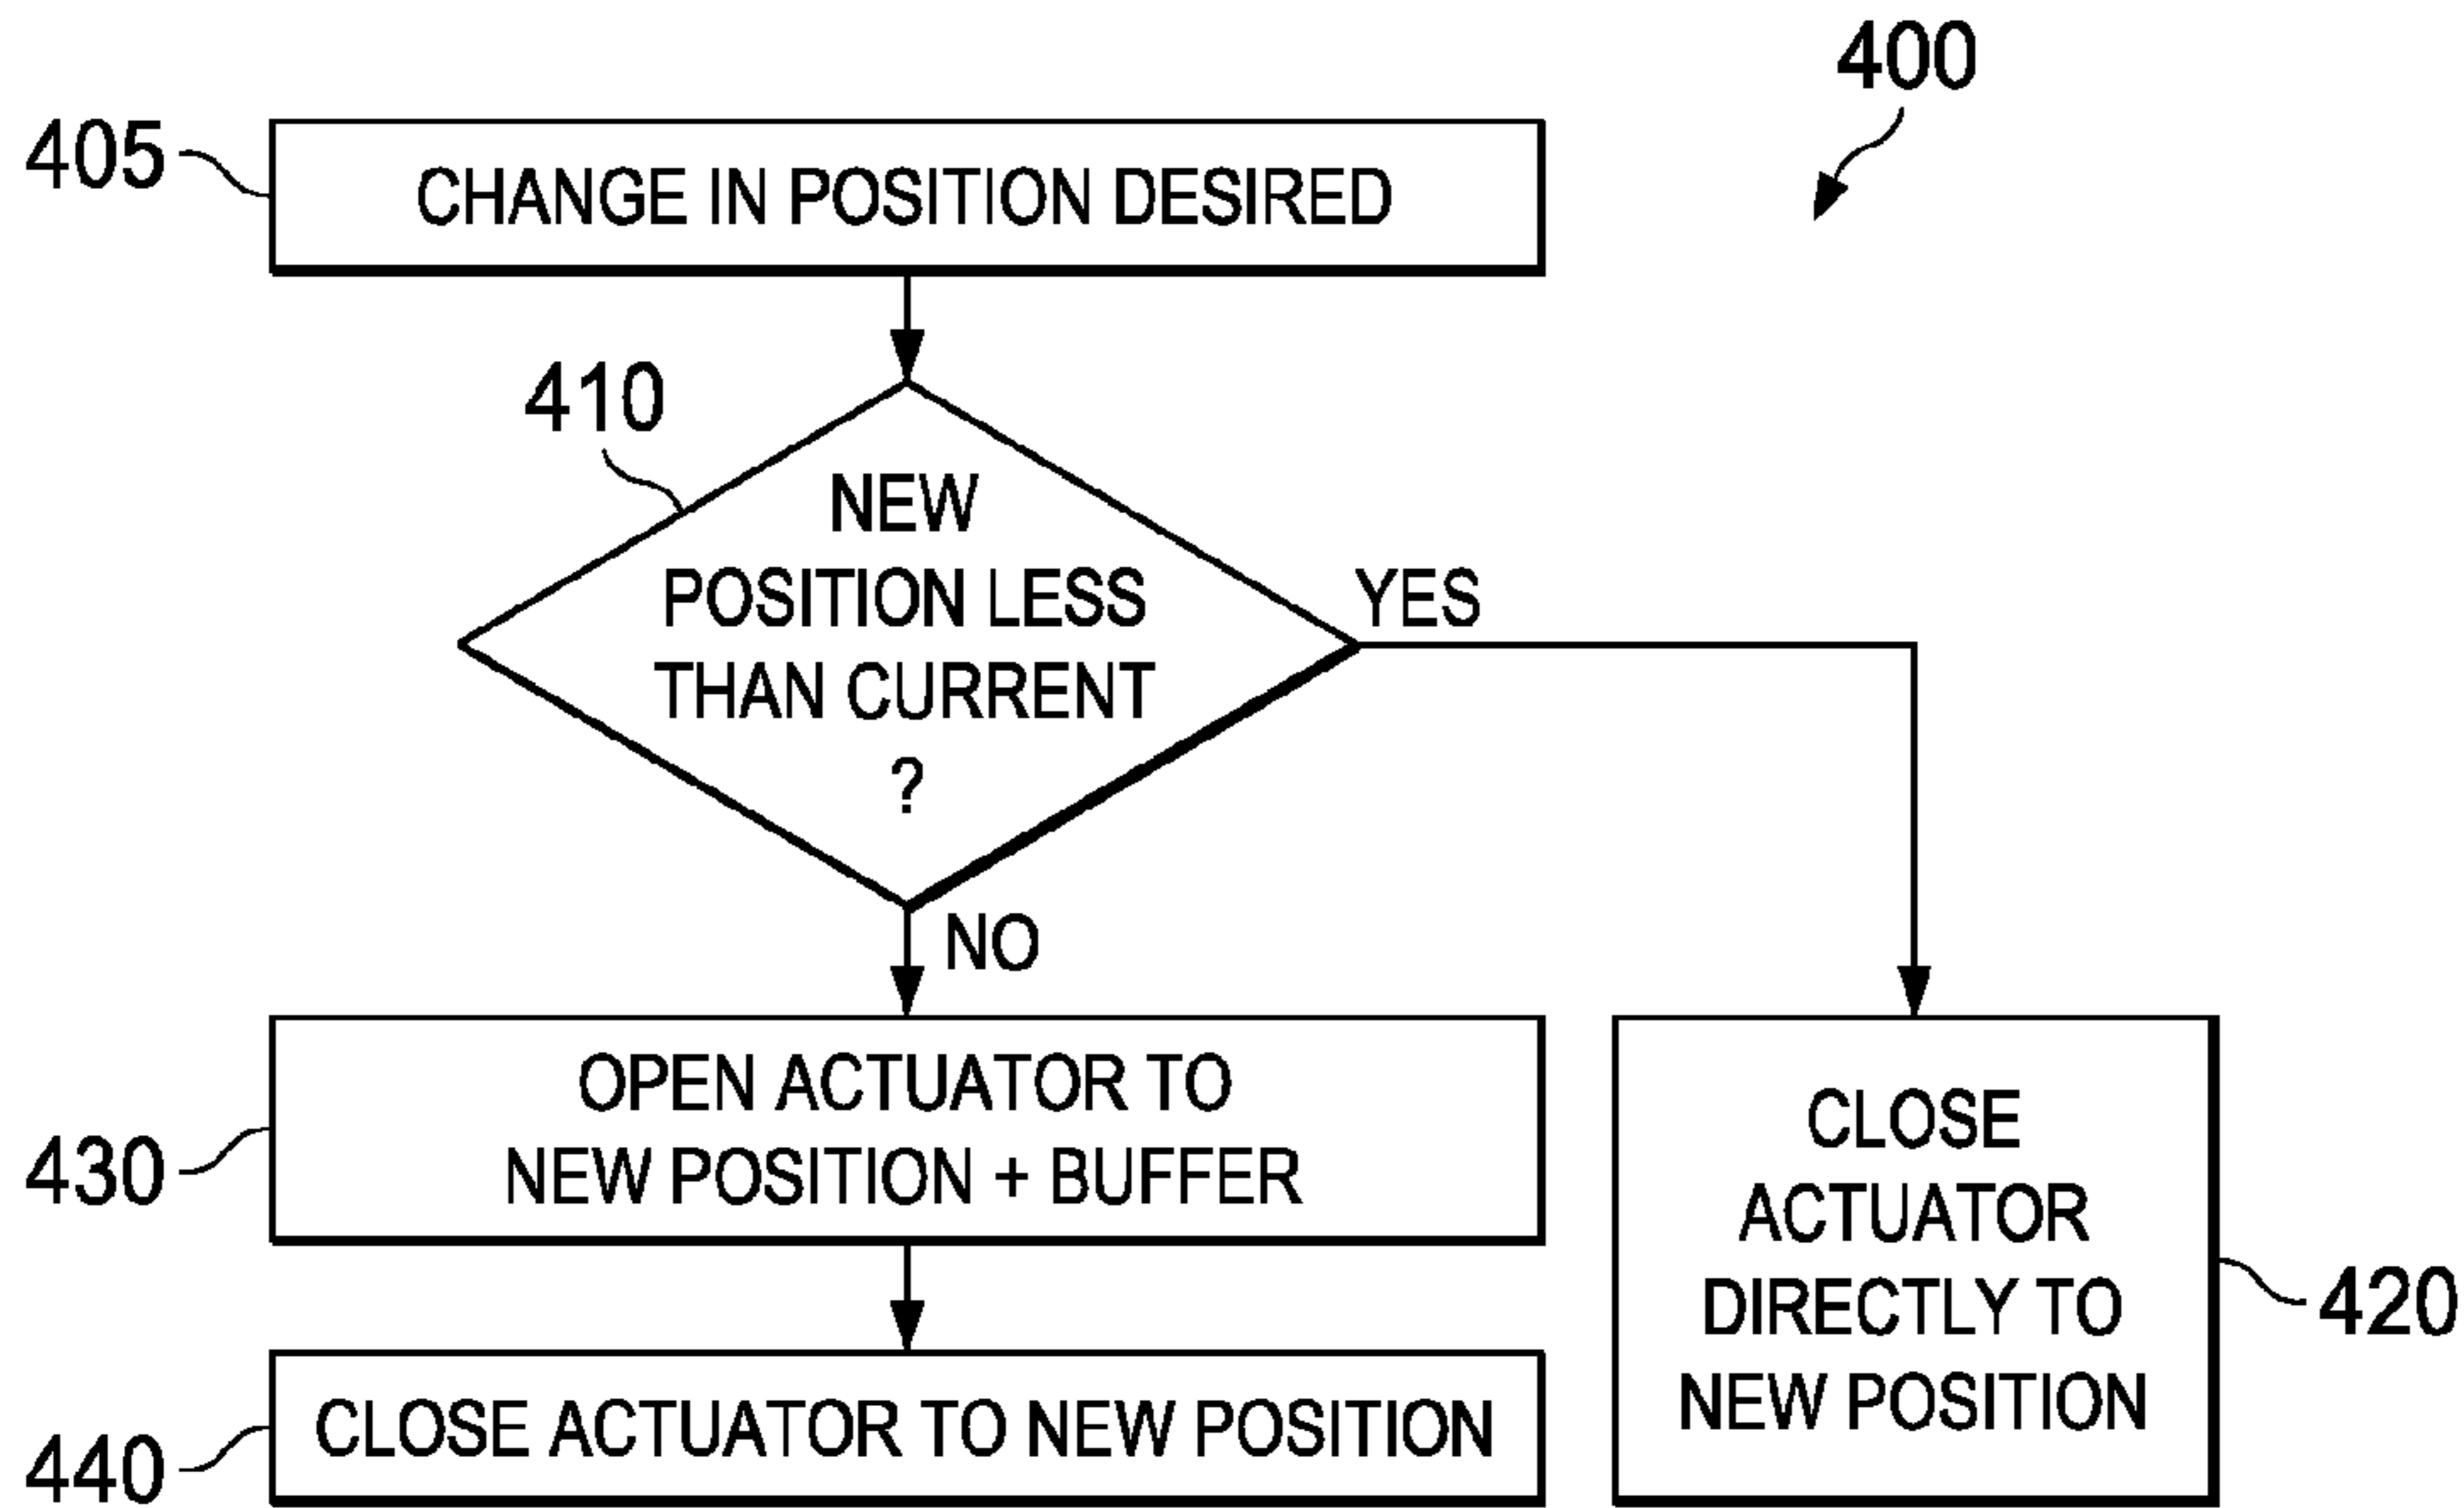 400
405
CHANGE IN POSITION DESIRED
410
NEW
POSITION LESS
THAN CURRENT
?
YES
NO
430
OPEN ACTUATOR TO
NEW POSITION + BUFFER
440
CLOSE ACTUATOR TO NEW POSITION
CLOSE
ACTUATOR
DIRECTLY TO
NEW POSITION
420